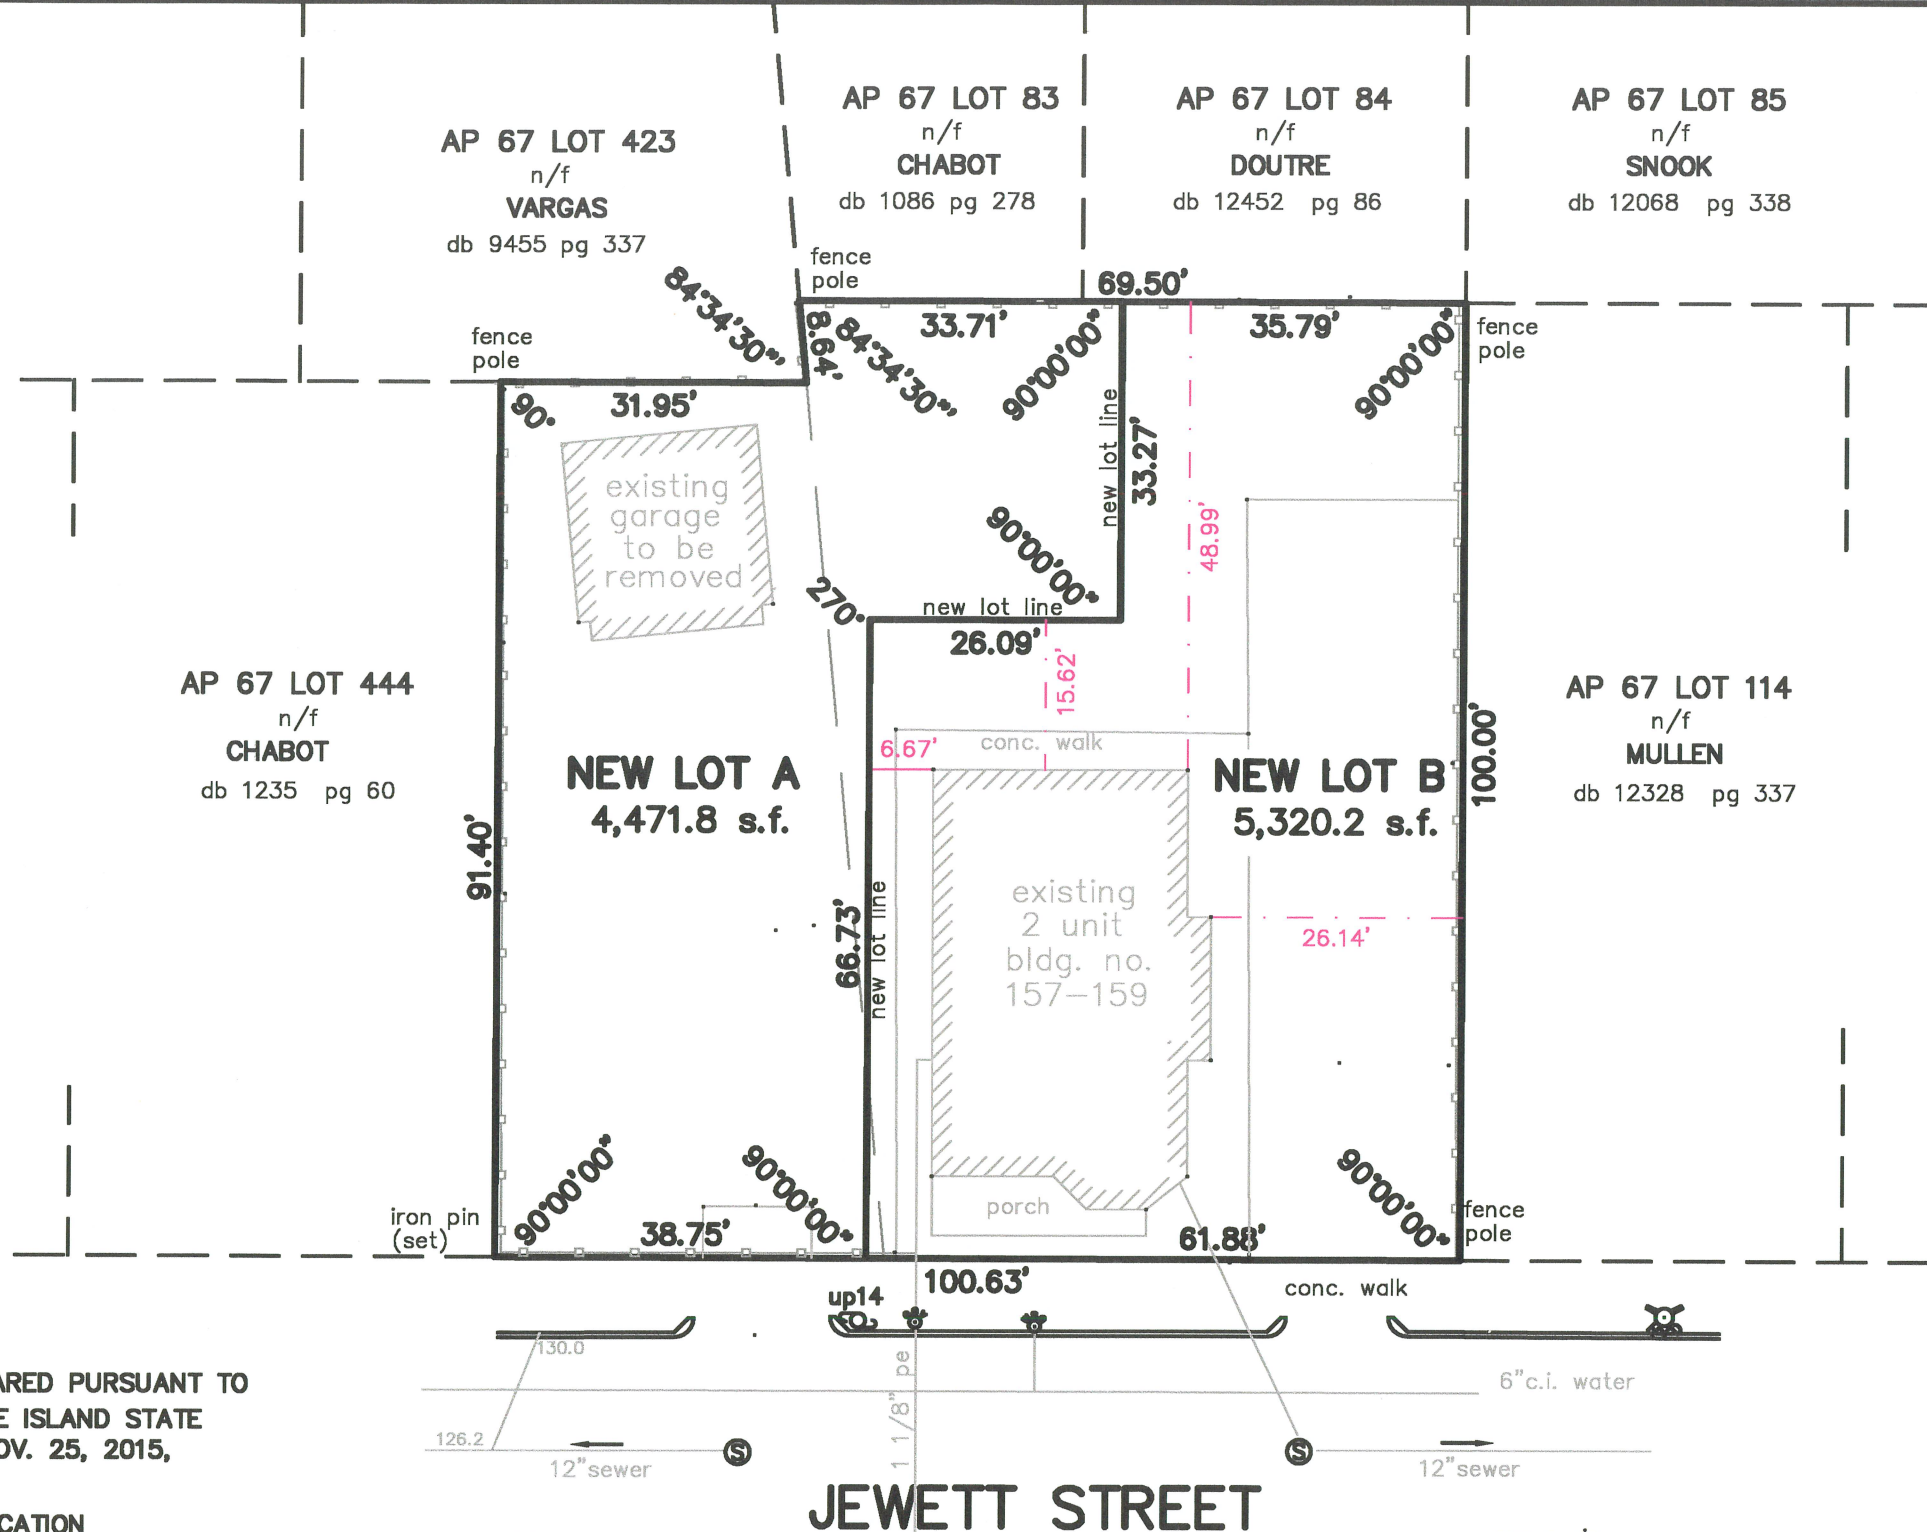 AP 67 LOT 423
n/f
VARGAS
db 9455 pg 337
AP 67 LOT 83
n/f
CHABOT
db 1086 pg 278
AP 67 LOT 84
n/f
DOUTRE
db 12452 pg 86
AP 67 LOT 85
n/f
SNOOK
db 12068 pg 338
fence
pole
84°34'30"
69.50'
fence
pole
8.64'
84°34'30"
33.71'
90°00'00"
35.79'
90°00'00"
fence
pole
90°
31.95'
new lot line
33.27'
existing
garage
to be
removed
48.99'
90°00'00"
270°
new lot line
26.09'
15.62'
AP 67 LOT 444
n/f
CHABOT
db 1235 pg 60
AP 67 LOT 114
n/f
MULLEN
db 12328 pg 337
6.67'
conc. walk
NEW LOT A
4,471.8 s.f.
NEW LOT B
5,320.2 s.f.
100.00'
91.40'
66.73'
new lot line
existing
2 unit
bldg. no.
157-159
26.14'
iron pin
(set)
90°00'00"
38.75'
90°00'00"
porch
61.88'
90°00'00"
fence
pole
100.63'
conc. walk
up14
130.0
1 1/8" pe
6"c.i. water
126.2
12"sewer
S
S
12"sewer
JEWETT STREET
ARED PURSUANT TO
E ISLAND STATE
OV. 25, 2015,
CATION